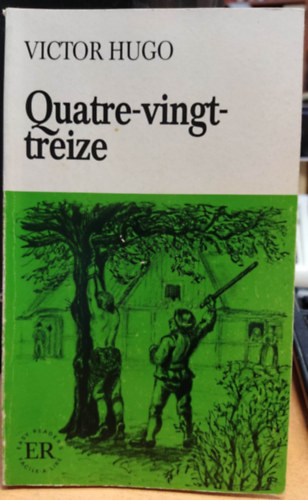 VICTOR HUGO
Quatre-vingt-
treize
ER